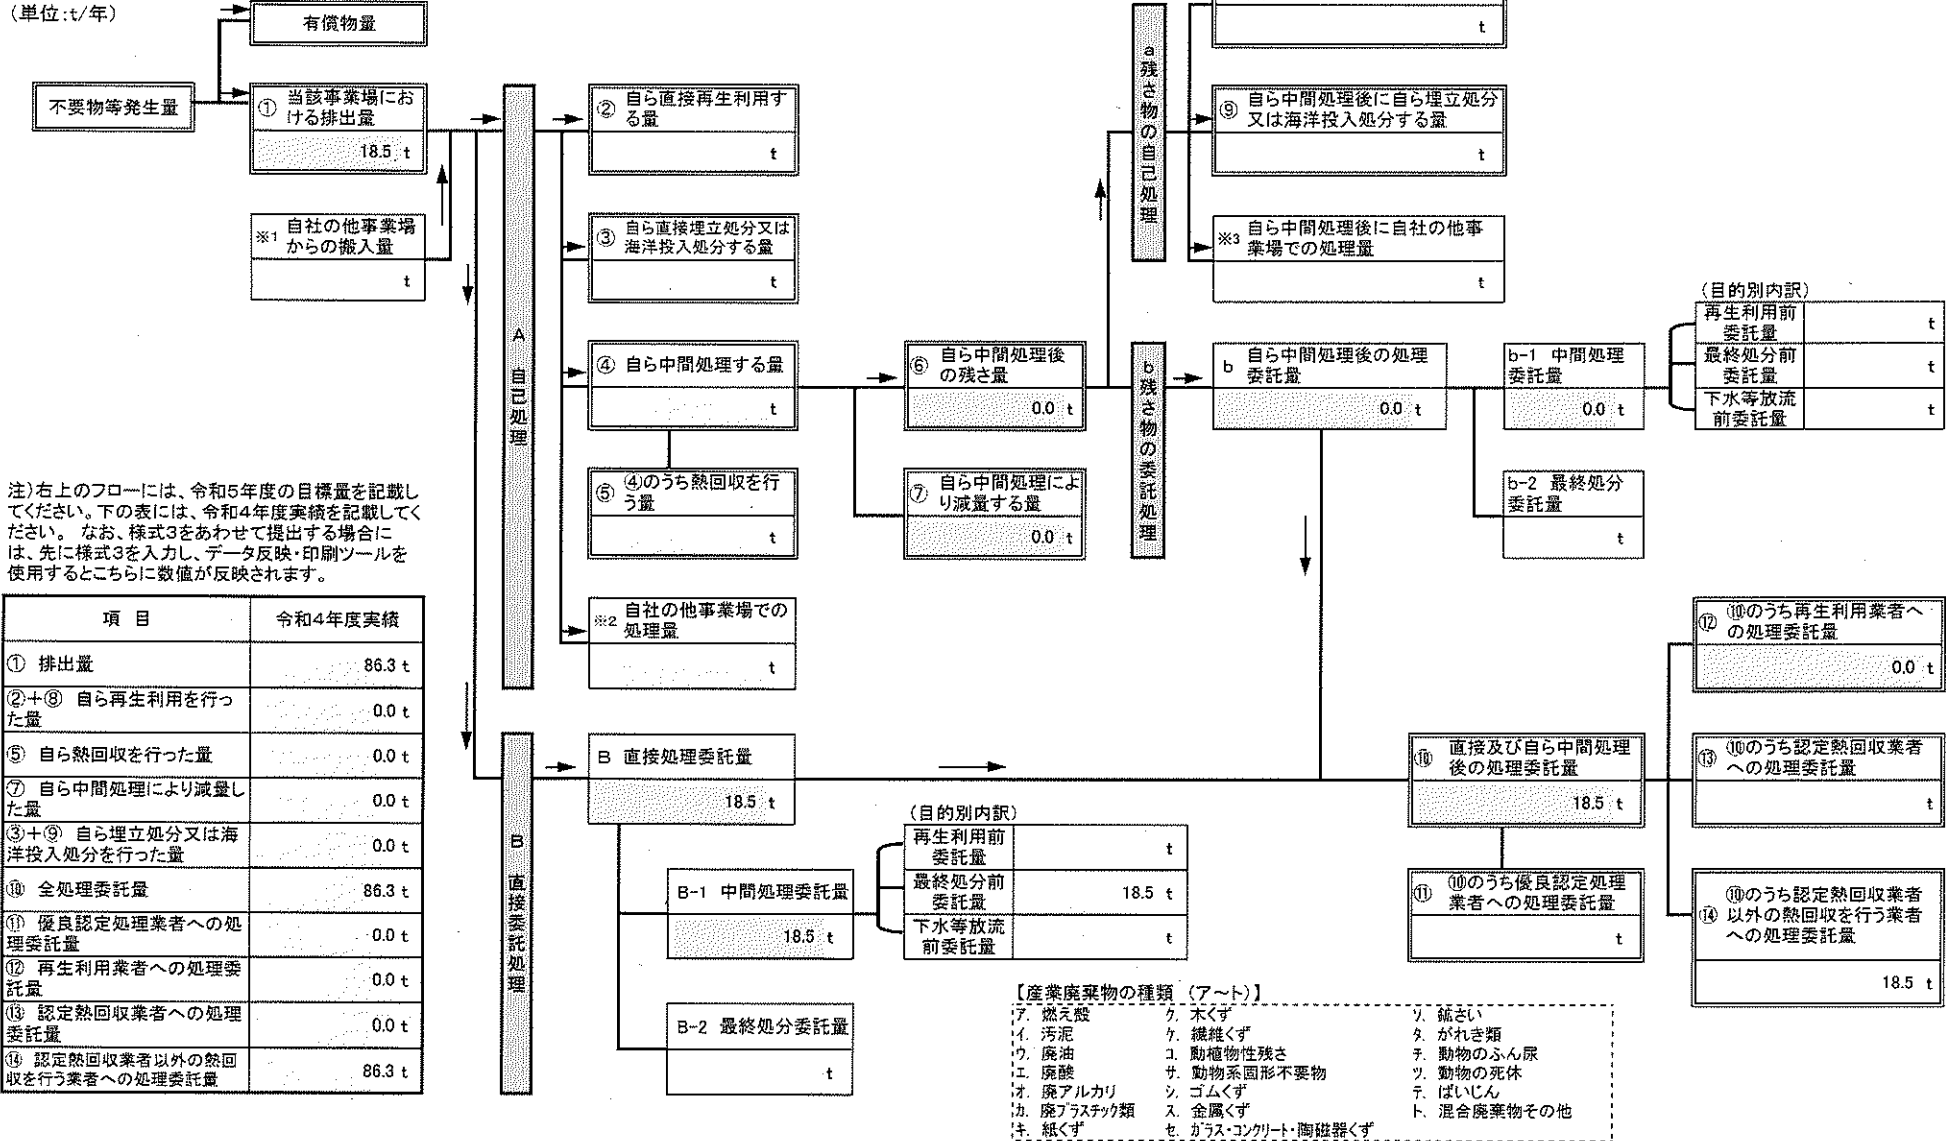 (単位:t/年)
有償物量
不要物等発生量
① 当該事業場にお
ける排出量
18.5 t
※1 自社の他事業場
からの搬入量
t
A 自己処理
② 自ら直接再生利用す
る量
t
③ 自ら直接埋立処分又は
海洋投入処分する量
t
④ 自ら中間処理する量
t
⑤ ④のうち熱回収を行
う量
t
※2 自社の他事業場での
処理量
t
⑥ 自ら中間処理後
の残さ量
0.0 t
⑦ 自ら中間処理によ
り減量する量
0.0 t
a 残さ物の自己処理
t
⑨ 自ら中間処理後に自ら埋立処分
又は海洋投入処分する量
t
※3 自ら中間処理後に自社の他事
業場での処理量
t
b 残さ物の委託処理
b 自ら中間処理後の処理
委託量
0.0 t
b-1 中間処理
委託量
0.0 t
(目的別内訳)
再生利用前
委託量
t
最終処分前
委託量
t
下水等放流
前委託量
t
b-2 最終処分
委託量
t
注)右上のフローには、令和5年度の目標量を記載し
てください。下の表には、令和4年度実績を記載してく
ださい。 なお、様式3をあわせて提出する場合に
は、先に様式3を入力し、データ反映・印刷ツールを
使用するとこちらに数値が反映されます。
項 目 令和4年度実績
① 排出量 86.3 t
②+⑧ 自ら再生利用を行っ
た量 0.0 t
⑤ 自ら熱回収を行った量 0.0 t
⑦ 自ら中間処理により減量し
た量 0.0 t
③+⑨ 自ら埋立処分又は海
洋投入処分を行った量 0.0 t
⑩ 全処理委託量 86.3 t
⑪ 優良認定処理業者への処
理委託量 0.0 t
⑫ 再生利用業者への処理委
託量 0.0 t
⑬ 認定熱回収業者への処理
委託量 0.0 t
⑭ 認定熱回収業者以外の熱回
収を行う業者への処理委託量 86.3 t
B 直接委託処理
B 直接処理委託量
18.5 t
B-1 中間処理委託量
18.5 t
(目的別内訳)
再生利用前
委託量
t
最終処分前
委託量
18.5 t
下水等放流
前委託量
t
B-2 最終処分委託量
t
⑩ 直接及び自ら中間処理
後の処理委託量
18.5 t
⑪ ⑩のうち優良認定処理
業者への処理委託量
t
⑫ ⑩のうち再生利用業者へ
の処理委託量
0.0 t
⑬ ⑩のうち認定熱回収業者
への処理委託量
t
⑭ ⑩のうち認定熱回収業者
以外の熱回収を行う業者
への処理委託量
18.5 t
【産業廃棄物の種類 (ア~ト)】
ア. 燃え殻 ク. 木くず ソ. 鉱さい
イ. 汚泥 ケ. 繊維くず タ. がれき類
ウ. 廃油 コ. 動植物性残さ チ. 動物のふん尿
エ. 廃酸 サ. 動物系固形不要物 ツ. 動物の死体
オ. 廃アルカリ シ. ゴムくず テ. ばいじん
カ. 廃プラスチック類 ス. 金属くず ト. 混合廃棄物その他
キ. 紙くず セ. ガラス・コンクリート・陶磁器くず